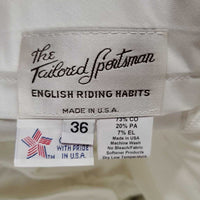 The
Tailored Sportsman
ENGLISH RIDING HABITS
MADE IN U.S.A.
WITH PRIDE
IN U.S.A.
36
73% CO
20% PA
7% EL
Made in USA
Machine Wash
No Bleach/Fabric
Softener Products
Dry Low Temperature